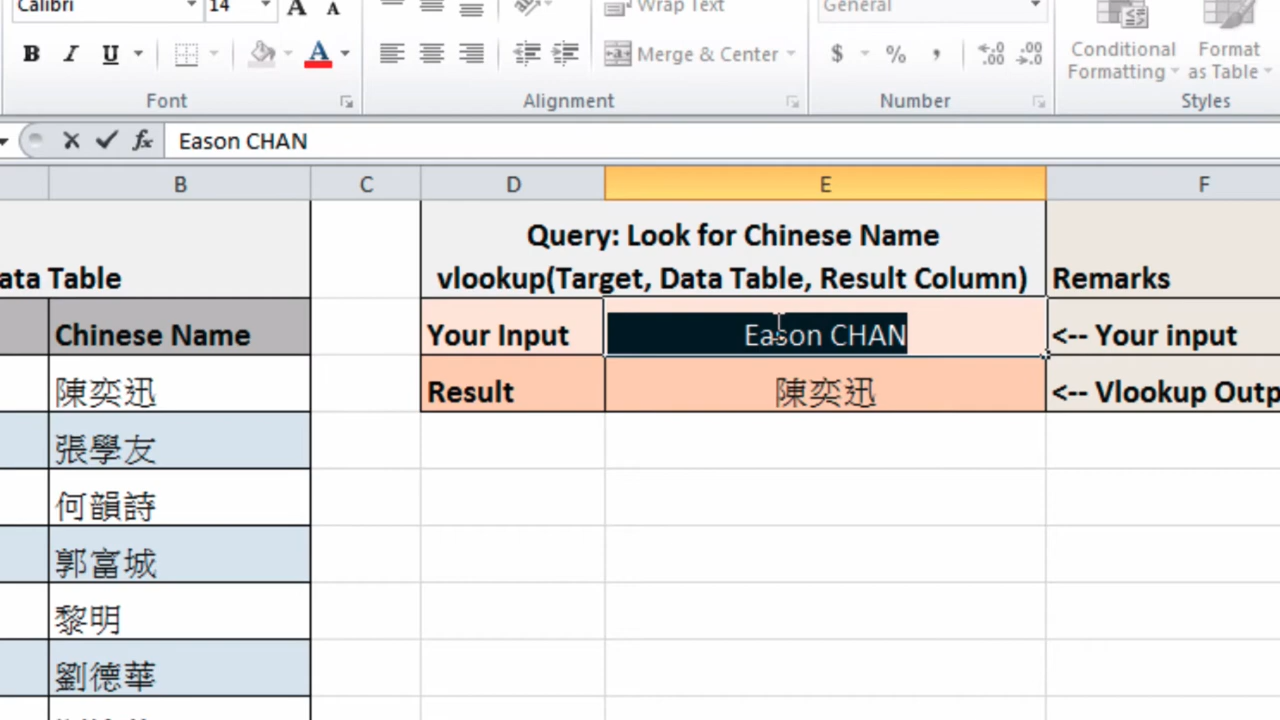 Calibri 14 A A Wrap Text General
B I U A Merge & Center $ % , .00 .00 Conditional Formatting Format as Table
Font Alignment Number Styles
fx Eason CHAN
B C D E F
Query: Look for Chinese Name
ata Table vlookup(Target, Data Table, Result Column) Remarks
Chinese Name Your Input Eason CHAN <-- Your input
陳奕迅 Result 陳奕迅 <-- Vlookup Outp
張學友
何韻詩
郭富城
黎明
劉德華